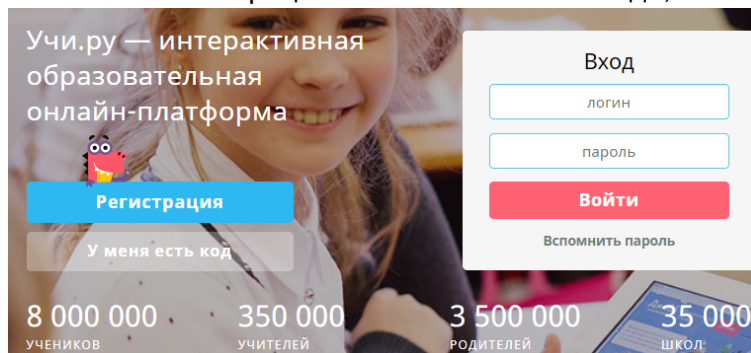 Учи.ру — интерактивная
образовательная
онлайн-платформа
Регистрация
У меня есть код
Вход
логин
пароль
Войти
Вспомнить пароль
8 000 000 350 000 3 500 000 35 000
УЧЕНИКОВ УЧИТЕЛЕЙ РОДИТЕЛЕЙ ШКОЛ